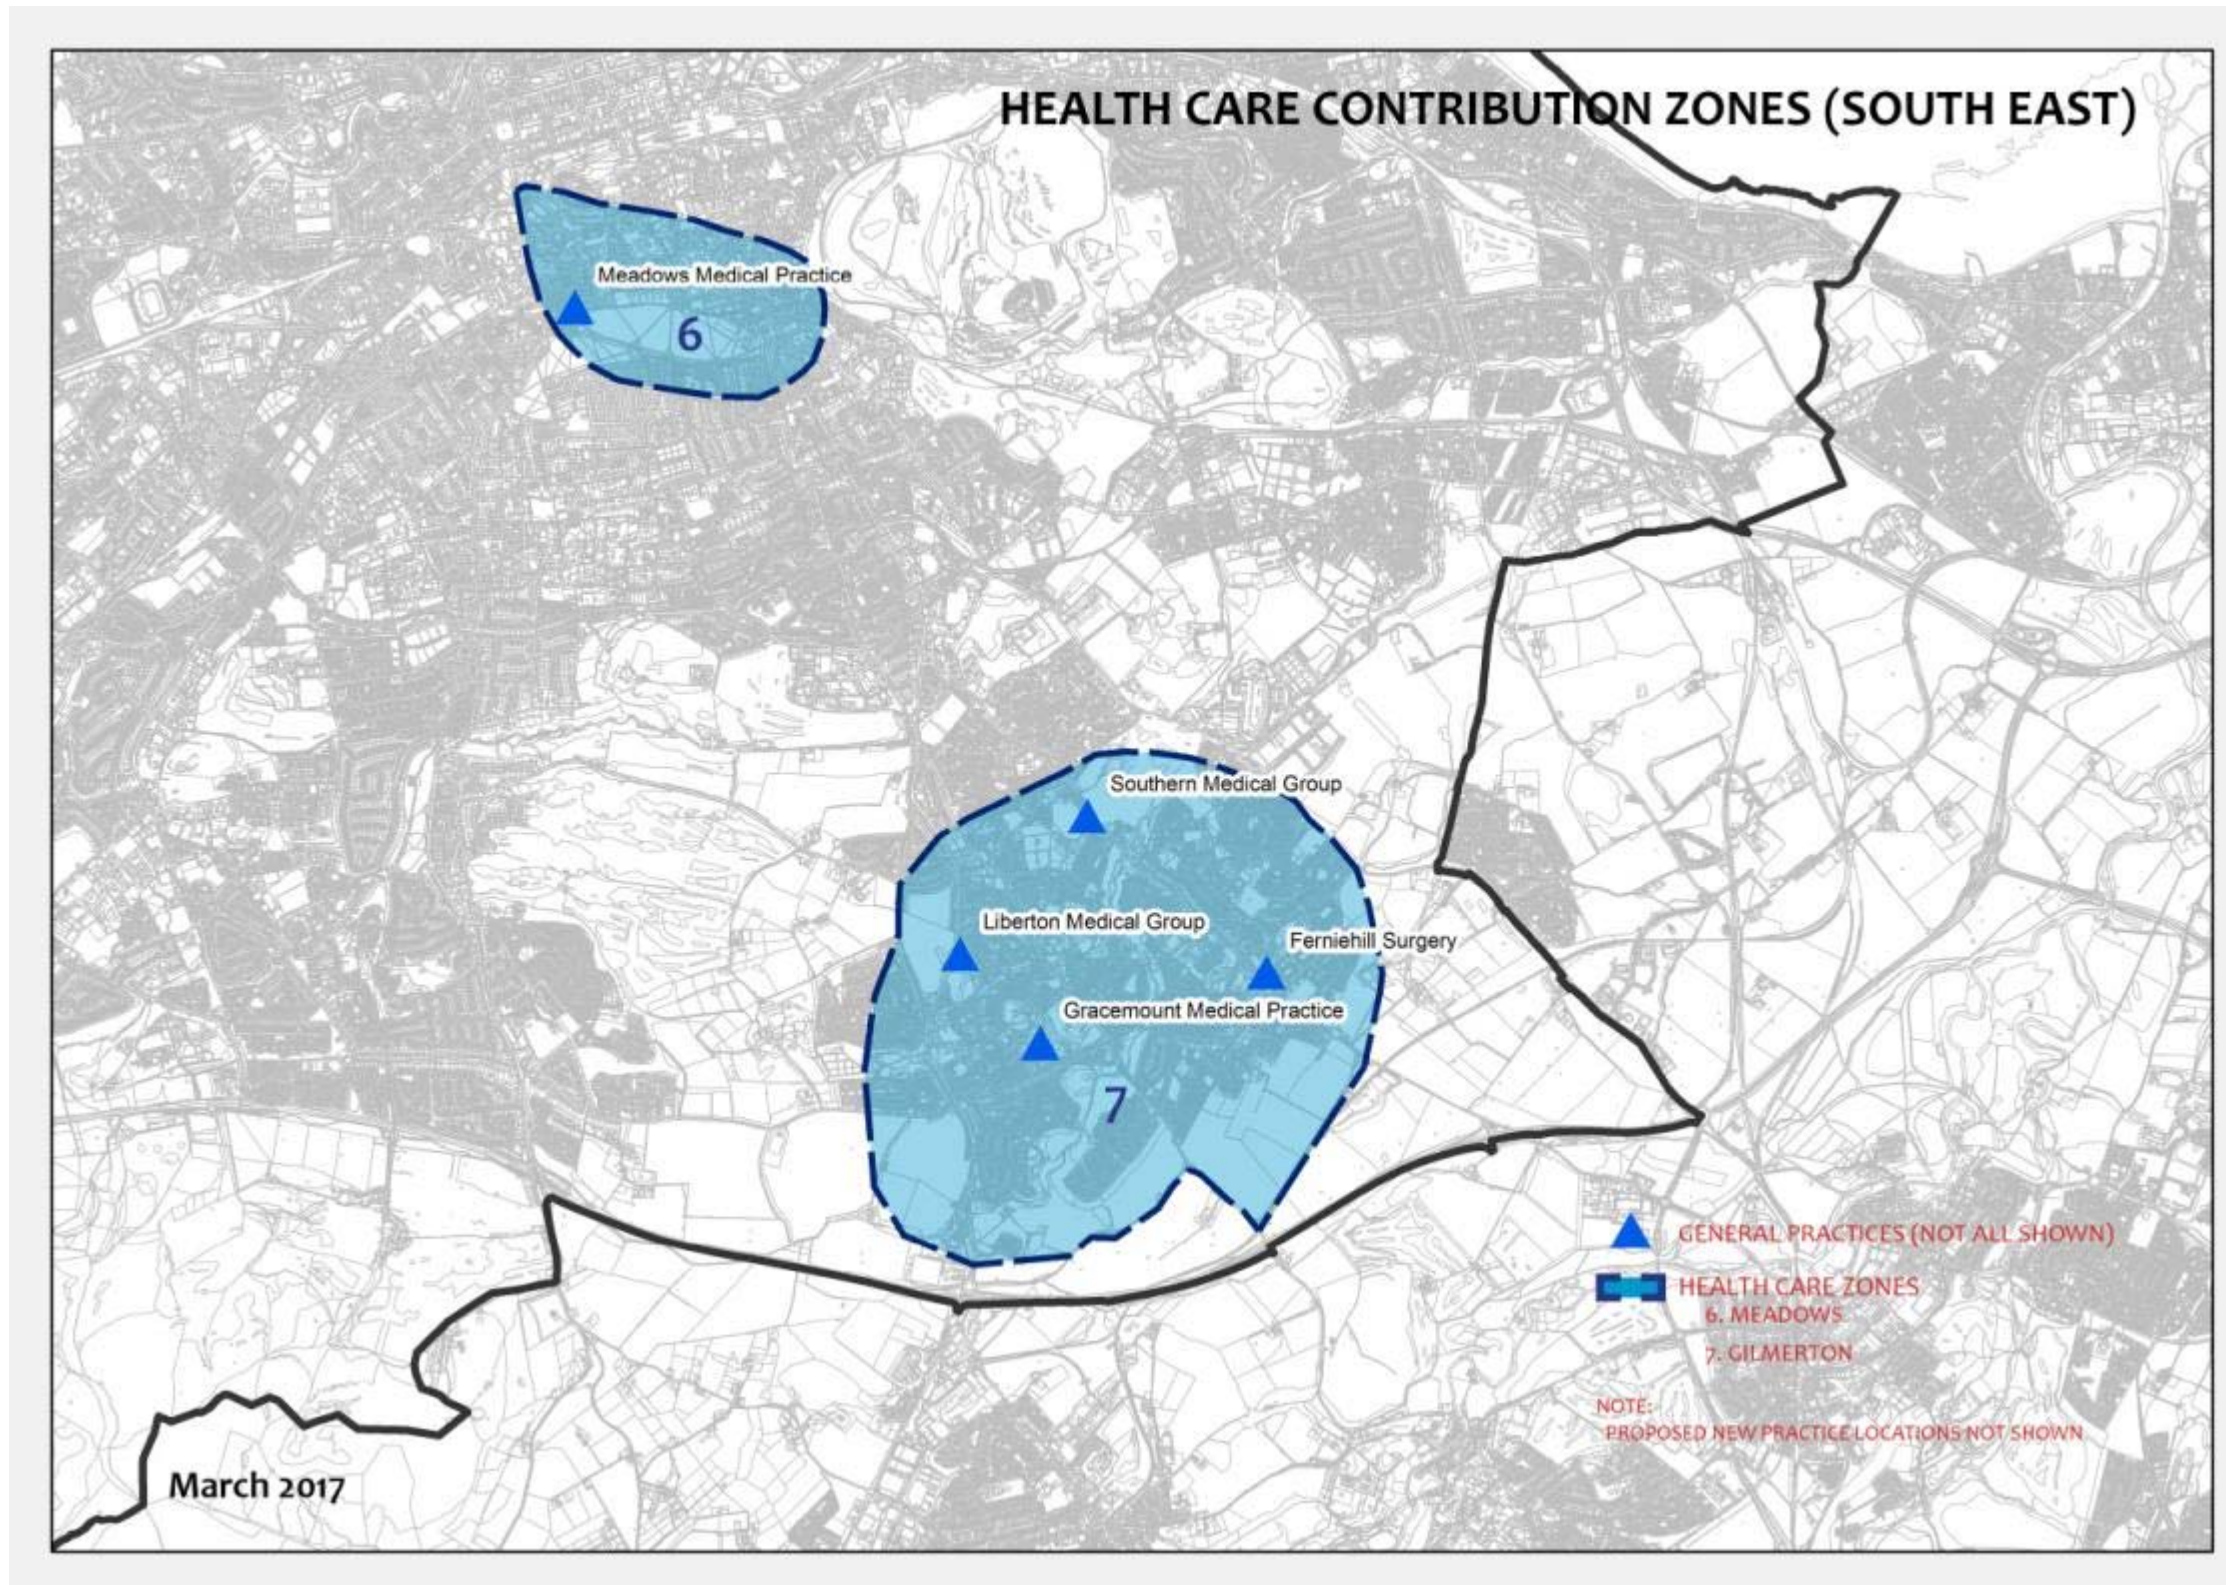 HEALTH CARE CONTRIBUTION ZONES (SOUTH EAST)
Meadows Medical Practice
6
Southern Medical Group
Liberton Medical Group
Ferniehill Surgery
Gracemount Medical Practice
7
GENERAL PRACTICES (NOT ALL SHOWN)
HEALTH CARE ZONES
6. MEADOWS
7. GILMERTON
NOTE:
PROPOSED NEW PRACTICE LOCATIONS NOT SHOWN
March 2017